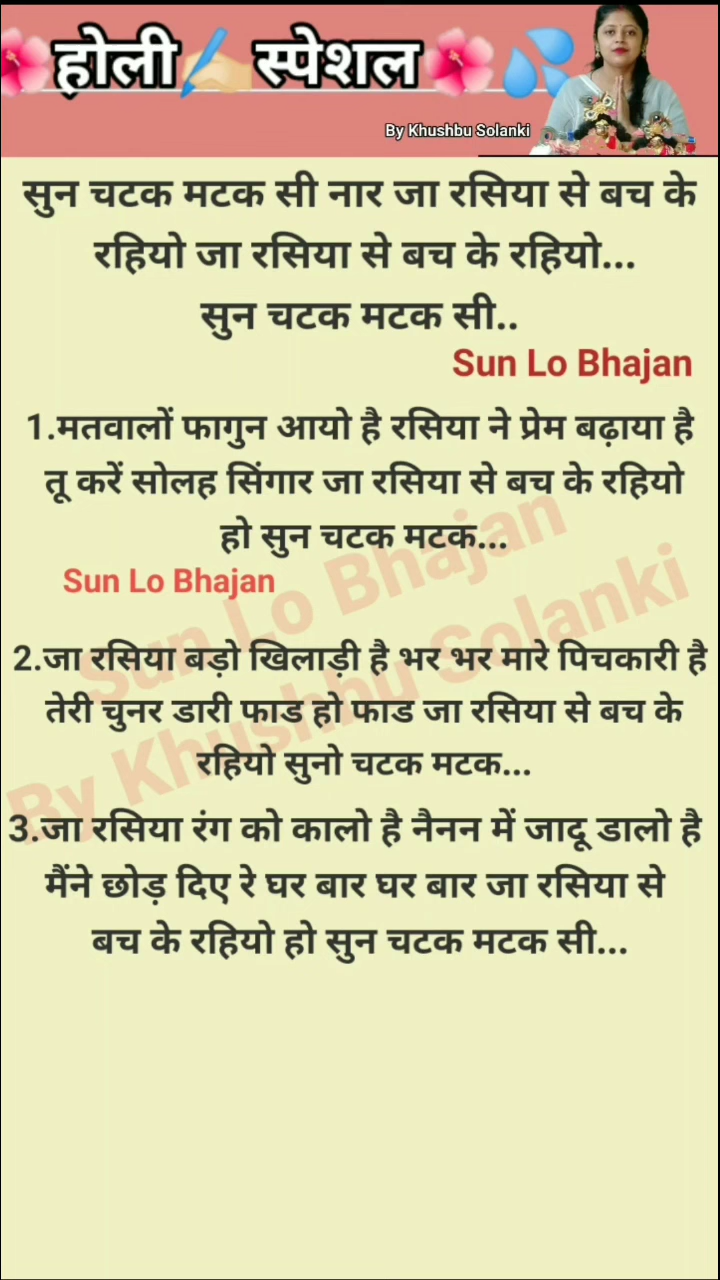 होली स्पेशल
By Khushbu Solanki
सुन चटक मटक सी नार जा रसिया से बच के
रहियो जा रसिया से बच के रहियो...
सुन चटक मटक सी..
Sun Lo Bhajan
1.मतवालों फागुन आयो है रसिया ने प्रेम बढ़ाया है
तू करें सोलह सिंगार जा रसिया से बच के रहियो
हो सुन चटक मटक...
Sun Lo Bhajan
Sun Lo Bhajan
By Khushbu Solanki
2.जा रसिया बड़ो खिलाड़ी है भर भर मारे पिचकारी है
तेरी चुनर डारी फाड हो फाड जा रसिया से बच के
रहियो सुनो चटक मटक...
3.जा रसिया रंग को कालो है नैनन में जादू डालो है
मैंने छोड़ दिए रे घर बार घर बार जा रसिया से
बच के रहियो हो सुन चटक मटक सी...